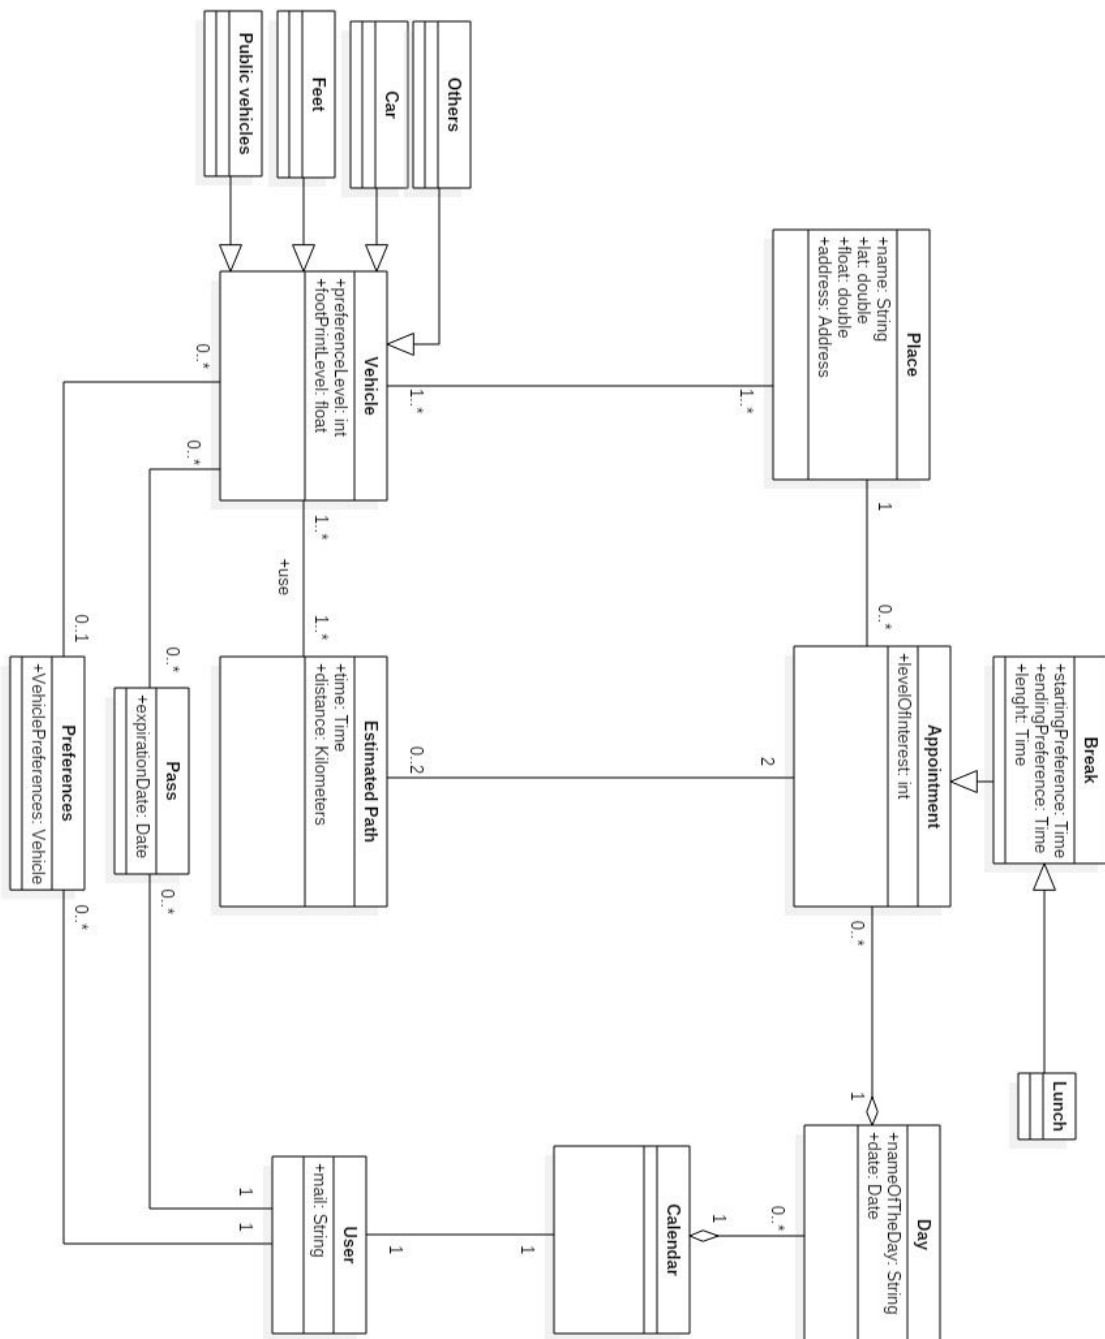 Break
+startingPreference: Time
+endingPreference: Time
+lenght: Time
Lunch
Place
+name: String
+lat: double
+float: double
+address: Address
1
0..*
Appointment
+levelOfInterest: int
0..*
1
Day
+nameOfTheDay: String
+date: Date
1..*
2
0..*
1
Others
Car
Feet
Public vehicles
1..*
Vehicle
+preferenceLevel: int
+footPrintLevel: float
1..*
+use
1..*
0..2
Estimated Path
+time: Time
+distance: Kilometers
Calendar
1
1
User
+mail: String
0..*
0..*
0..*
Pass
+expirationDate: Date
0..*
1
0..1
Preferences
+VehiclePreferences: Vehicle
0..*
1